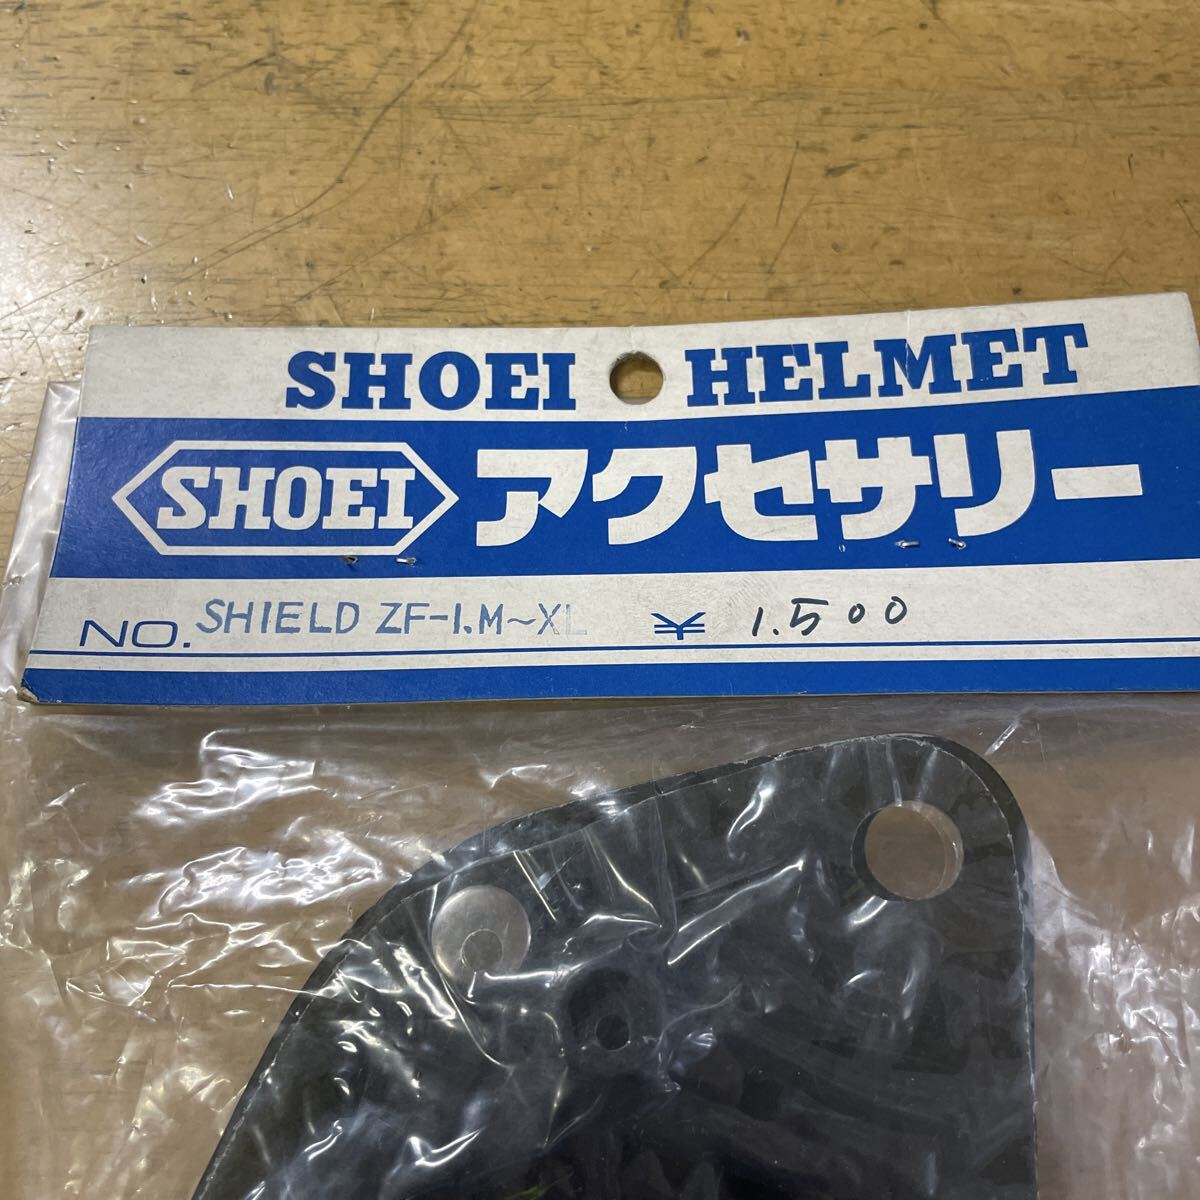 SHOEI HELMET
SHOEI アクセサリー
NO. SHIELD ZF-1.M~XL ¥ 1.500